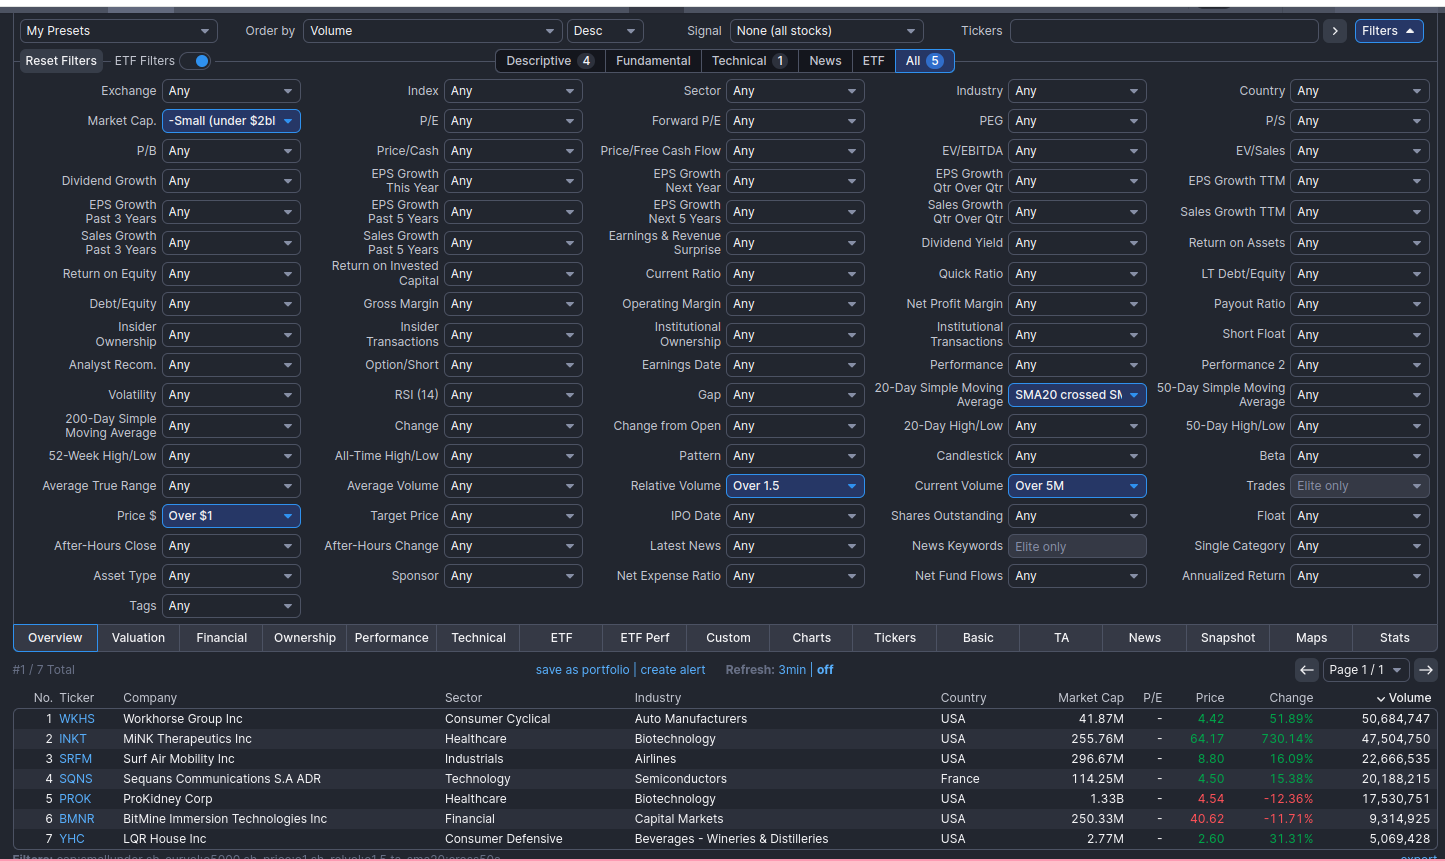 My Presets Order by Volume Desc Signal None (all stocks) Tickers Filters
Reset Filters ETF Filters Descriptive 4 Fundamental Technical 1 News ETF All 5
Exchange Any Index Any Sector Any Industry Any Country Any
Market Cap. -Small (under $2bl P/E Any Forward P/E Any PEG Any P/S Any
P/B Any Price/Cash Any Price/Free Cash Flow Any EV/EBITDA Any EV/Sales Any
Dividend Growth Any EPS Growth This Year Any EPS Growth Next Year Any EPS Growth Qtr Over Qtr Any EPS Growth TTM Any
EPS Growth Past 3 Years Any EPS Growth Past 5 Years Any EPS Growth Next 5 Years Any Sales Growth Qtr Over Qtr Any Sales Growth TTM Any
Sales Growth Past 3 Years Any Sales Growth Past 5 Years Any Earnings & Revenue Surprise Any Dividend Yield Any Return on Assets Any
Return on Equity Any Return on Invested Capital Any Current Ratio Any Quick Ratio Any LT Debt/Equity Any
Debt/Equity Any Gross Margin Any Operating Margin Any Net Profit Margin Any Payout Ratio Any
Insider Ownership Any Insider Transactions Any Institutional Ownership Any Institutional Transactions Any Short Float Any
Analyst Recom. Any Option/Short Any Earnings Date Any Performance Any Performance 2 Any
Volatility Any RSI (14) Any Gap Any 20-Day Simple Moving Average SMA20 crossed SM 50-Day Simple Moving Average Any
200-Day Simple Moving Average Any Change Any Change from Open Any 20-Day High/Low Any 50-Day High/Low Any
52-Week High/Low Any All-Time High/Low Any Pattern Any Candlestick Any Beta Any
Average True Range Any Average Volume Any Relative Volume Over 1.5 Current Volume Over 5M Trades Elite only
Price $ Over $1 Target Price Any IPO Date Any Shares Outstanding Any Float Any
After-Hours Close Any After-Hours Change Any Latest News Any News Keywords Elite only Single Category Any
Asset Type Any Sponsor Any Net Expense Ratio Any Net Fund Flows Any Annualized Return Any
Tags Any
Overview Valuation Financial Ownership Performance Technical ETF ETF Perf Custom Charts Tickers Basic TA News Snapshot Maps Stats
#1 / 7 Total save as portfolio | create alert Refresh: 3min | off Page 1 / 1
No. Ticker Company Sector Industry Country Market Cap P/E Price Change Volume
1 WKHS Workhorse Group Inc Consumer Cyclical Auto Manufacturers USA 41.87M - 4.42 51.89% 50,684,747
2 INKT MiNK Therapeutics Inc Healthcare Biotechnology USA 255.76M - 64.17 730.14% 47,504,750
3 SRFM Surf Air Mobility Inc Industrials Airlines USA 296.67M - 8.80 16.09% 22,666,535
4 SQNS Sequans Communications S.A ADR Technology Semiconductors France 114.25M - 4.50 15.38% 20,188,215
5 PROK ProKidney Corp Healthcare Biotechnology USA 1.33B - 4.54 -12.36% 17,530,751
6 BMNR BitMine Immersion Technologies Inc Financial Capital Markets USA 250.33M - 40.62 -11.71% 9,314,925
7 YHC LQR House Inc Consumer Defensive Beverages - Wineries & Distilleries USA 2.77M - 2.60 31.31% 5,069,428